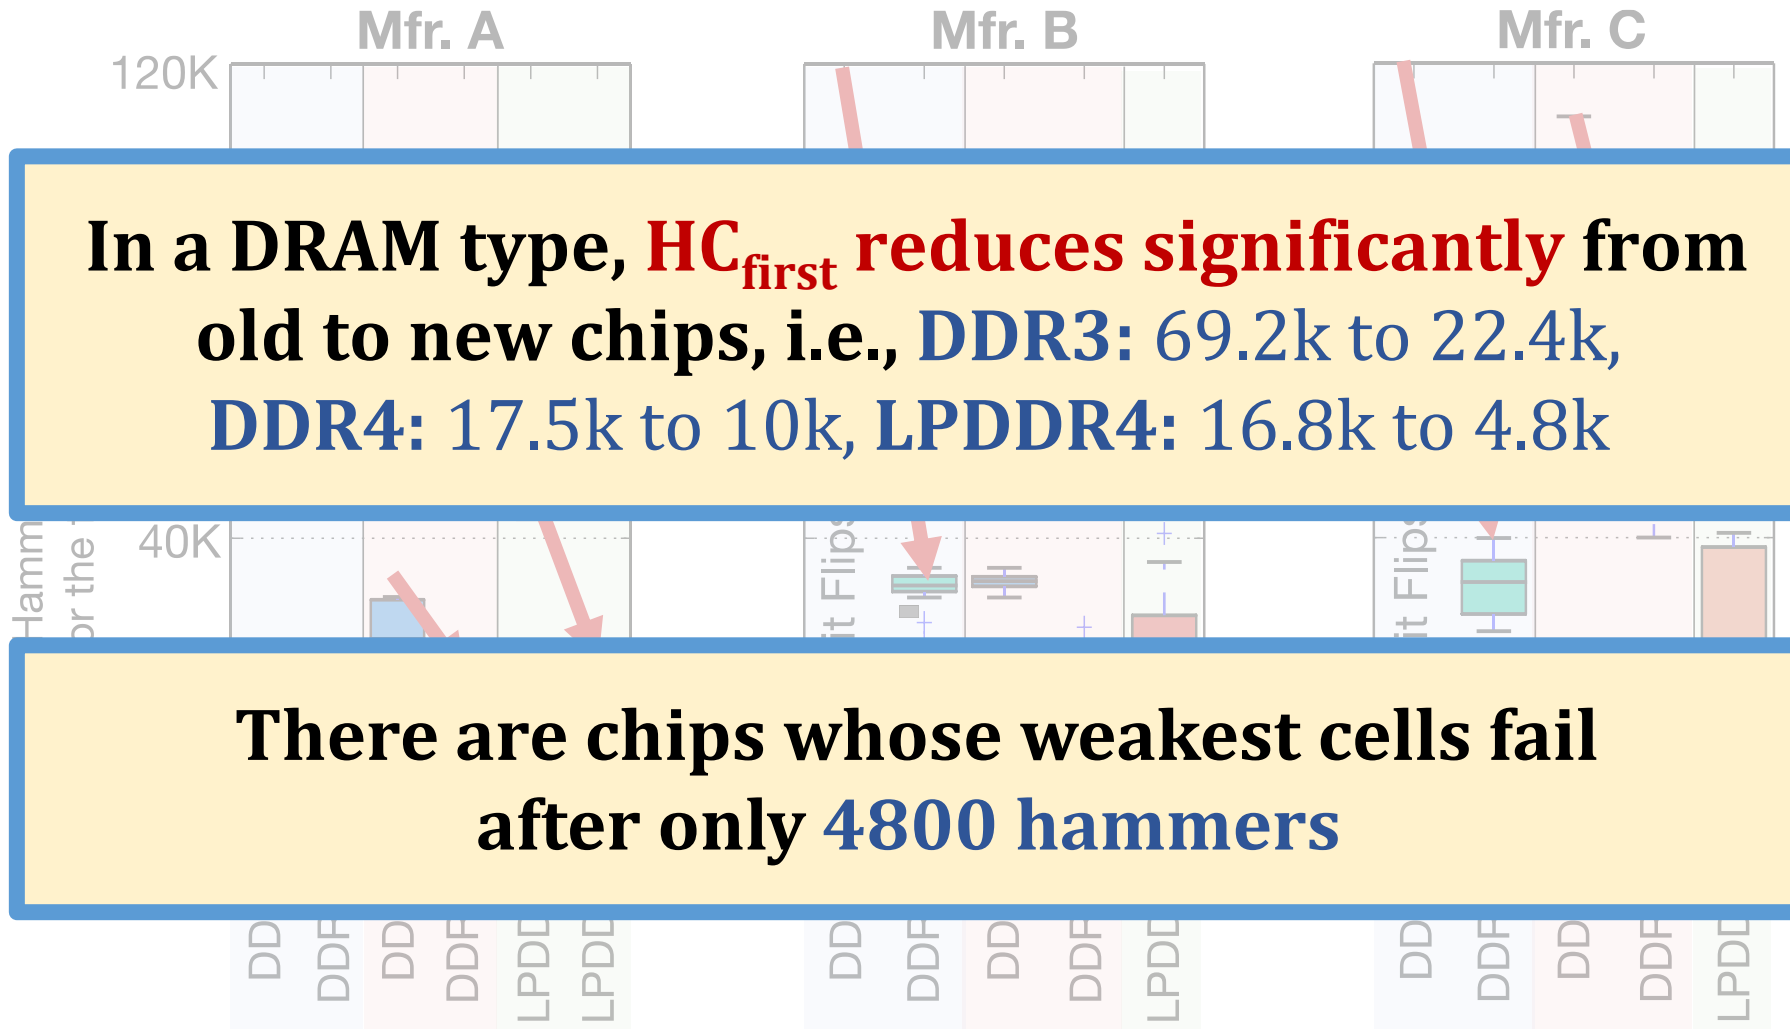 Mfr. A Mfr. B Mfr. C
120K
In a DRAM type, HCfirst reduces significantly from
old to new chips, i.e., DDR3: 69.2k to 22.4k,
DDR4: 17.5k to 10k, LPDDR4: 16.8k to 4.8k
40K
Flips
Flips
There are chips whose weakest cells fail
after only 4800 hammers